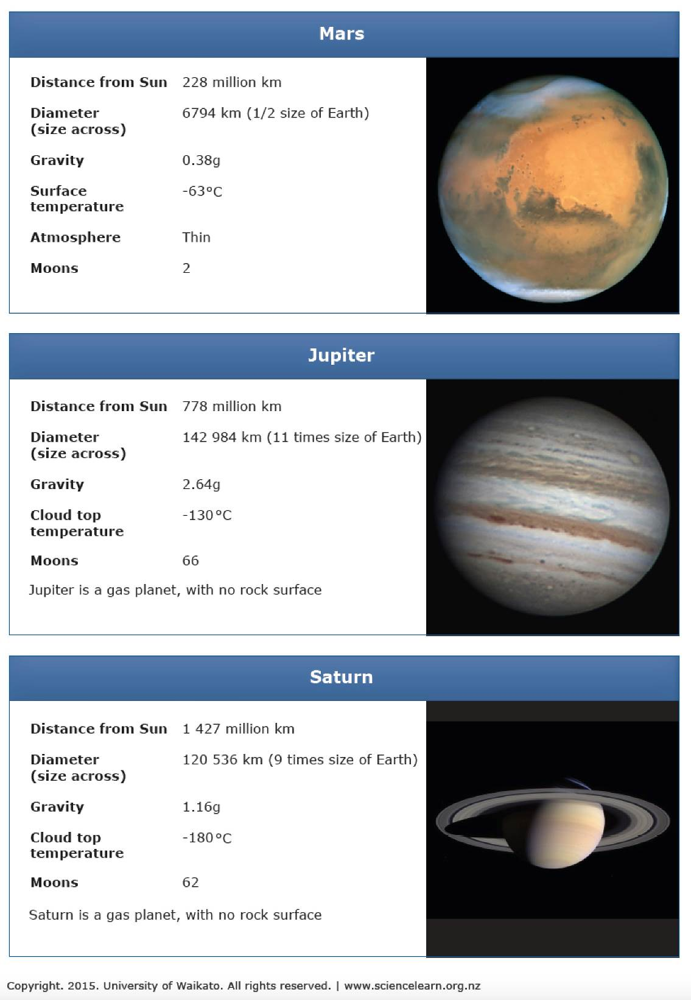 Mars
Distance from Sun 228 million km
Diameter 6794 km (1/2 size of Earth)
(size across)
Gravity 0.38g
Surface -63°C
temperature
Atmosphere Thin
Moons 2
Jupiter
Distance from Sun 778 million km
Diameter 142 984 km (11 times size of Earth)
(size across)
Gravity 2.64g
Cloud top -130°C
temperature
Moons 66
Jupiter is a gas planet, with no rock surface
Saturn
Distance from Sun 1 427 million km
Diameter 120 536 km (9 times size of Earth)
(size across)
Gravity 1.16g
Cloud top -180°C
temperature
Moons 62
Saturn is a gas planet, with no rock surface
Copyright. 2015. University of Waikato. All rights reserved. | www.sciencelearn.org.nz